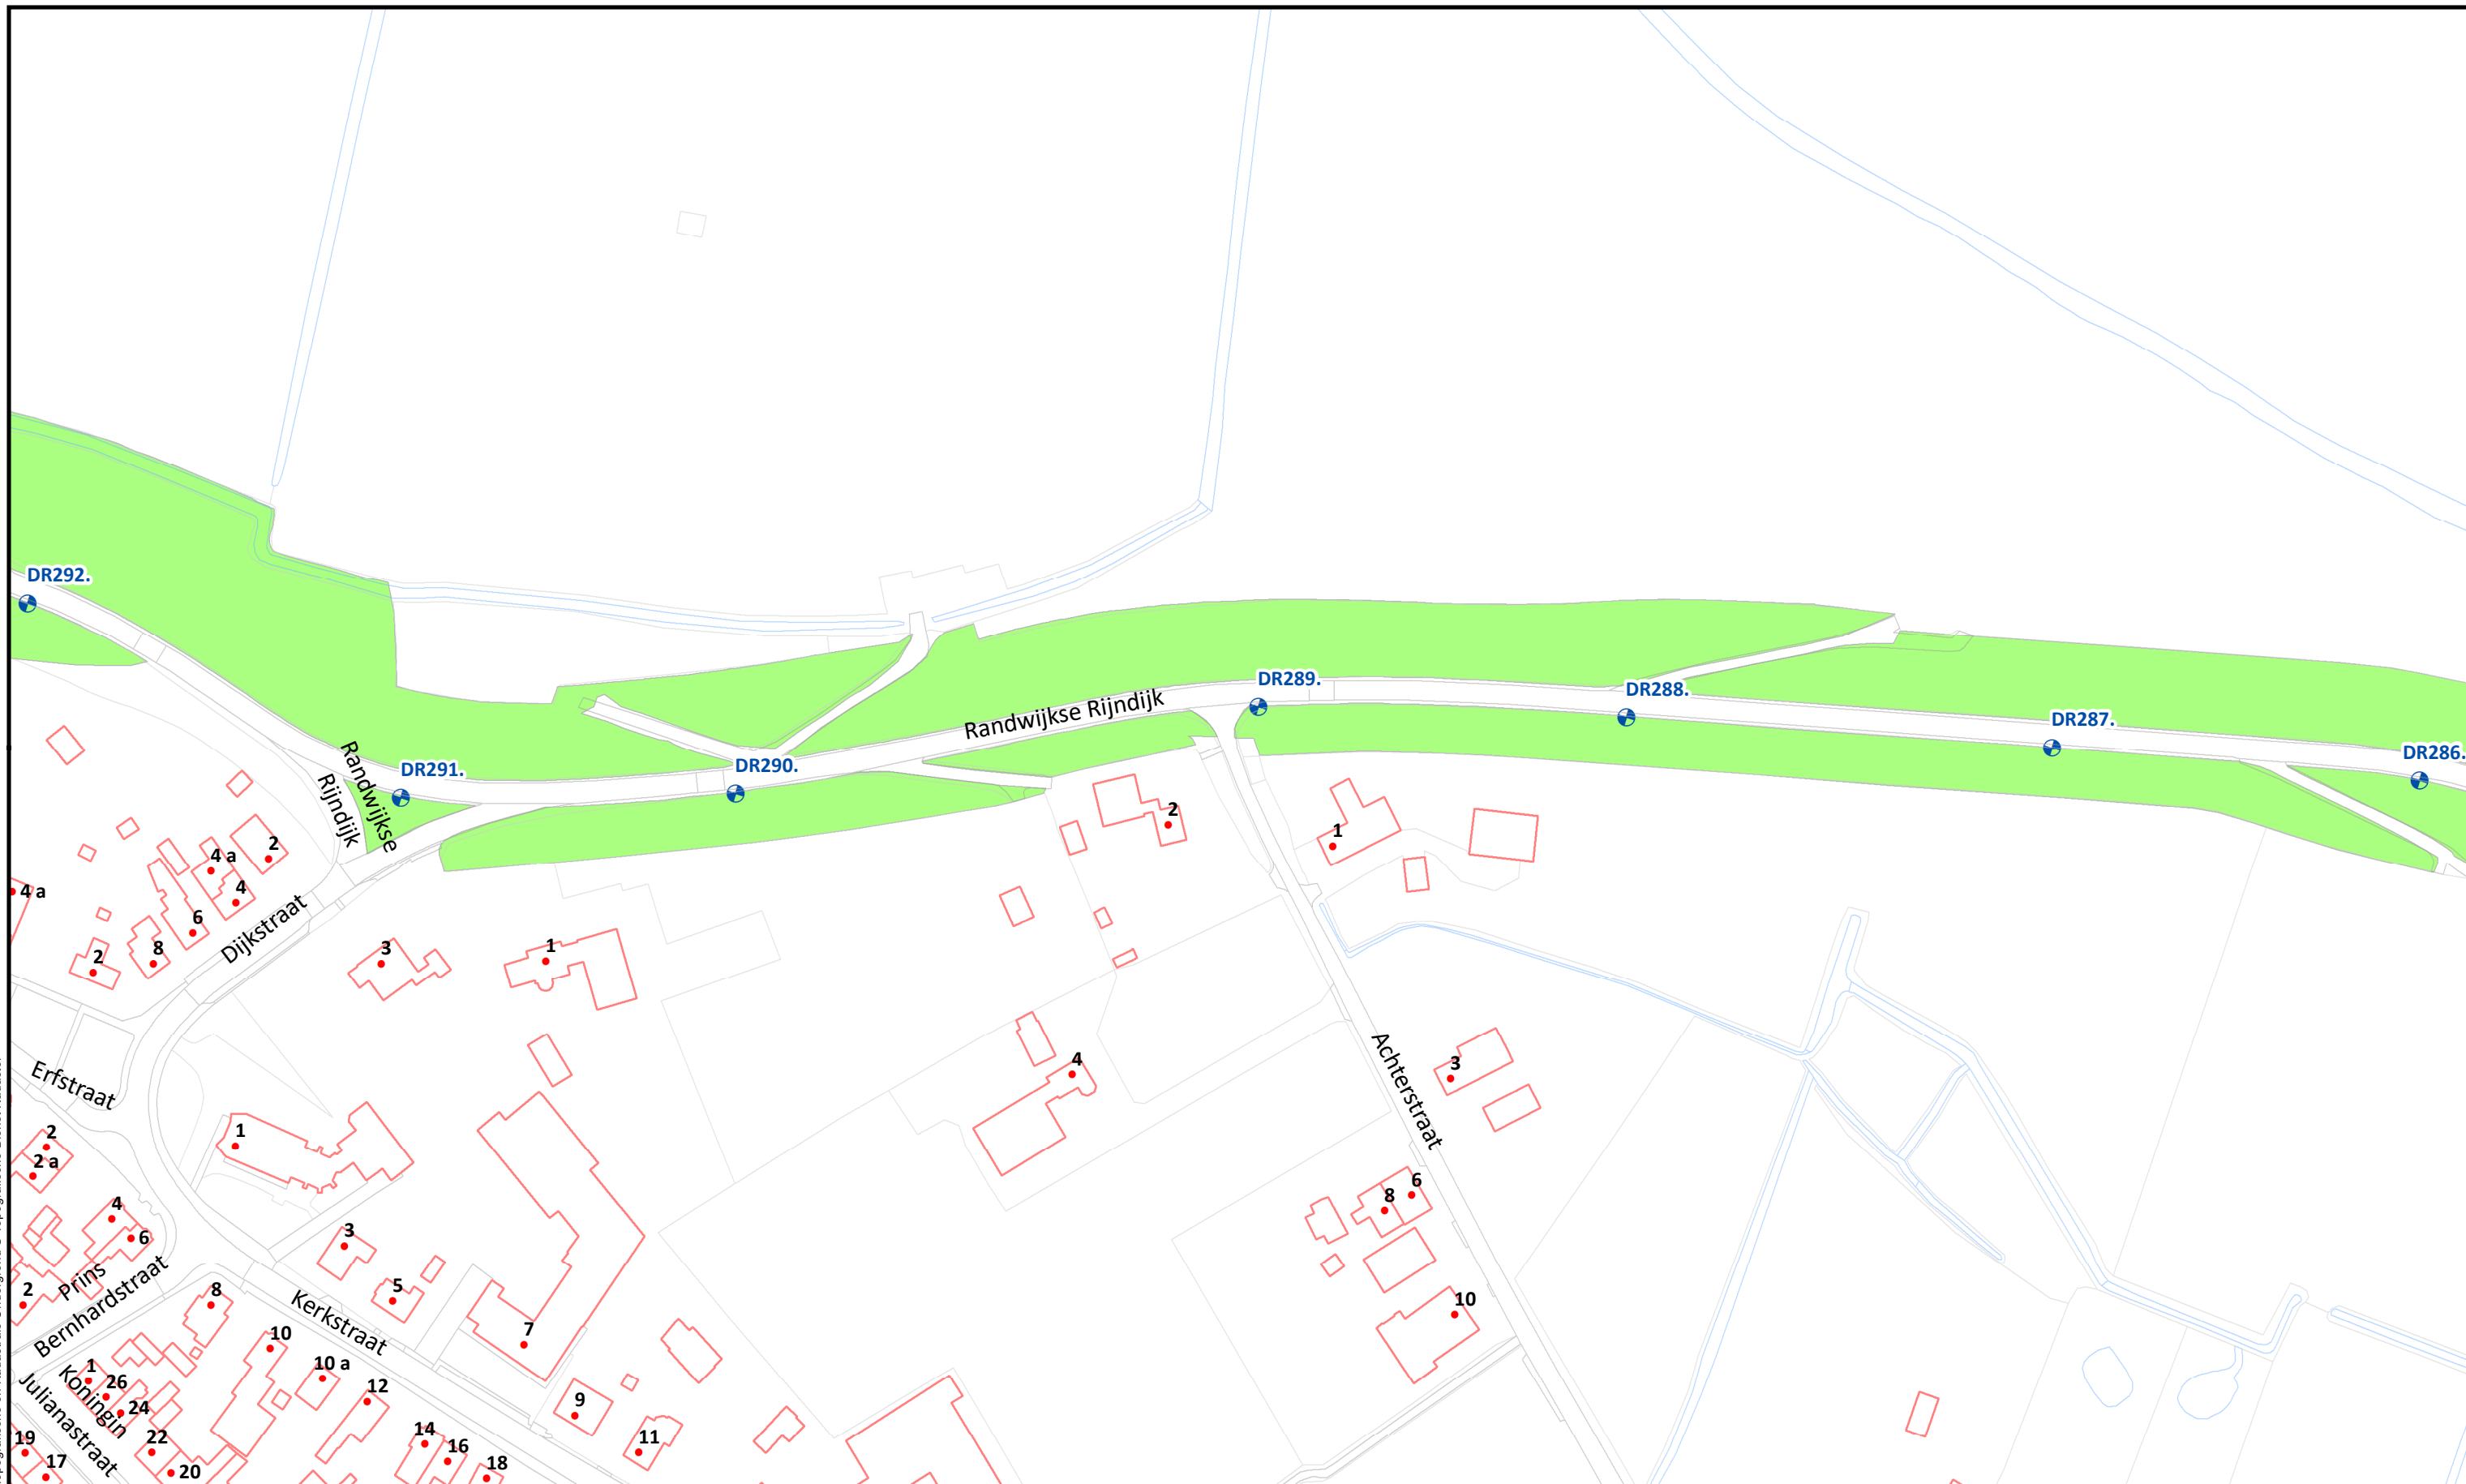 DR292.
DR291.
DR290.
DR289.
DR288.
DR287.
DR286.
Randwijkse Rijndijk
Randwijkse
Rijndijk
2
1
2
4 a
4
4 a
6
2
8
Dijkstraat
3
1
Erfstraat
4
3
Achterstraat
1
2
2 a
4
6
6
8
3
5
2
Prins
Bernhardstraat
8
Kerkstraat
10
10
7
10 a
1
26
24
Koningin
Julianastraat
12
9
14
16
18
11
22
20
19
17